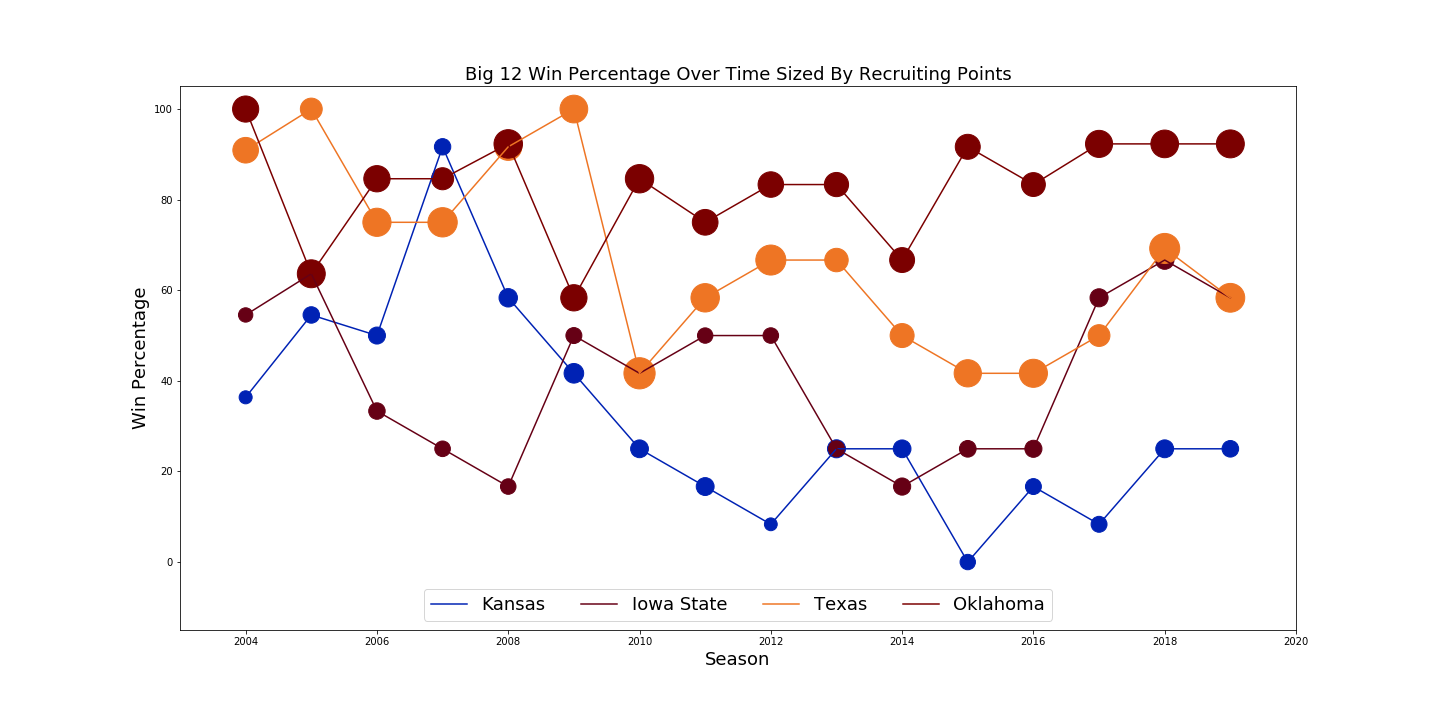 Big 12 Win Percentage Over Time Sized By Recruiting Points
Win Percentage
100
80
60
40
20
0
Kansas Iowa State Texas Oklahoma
2004 2006 2008 2010 2012 2014 2016 2018 2020
Season